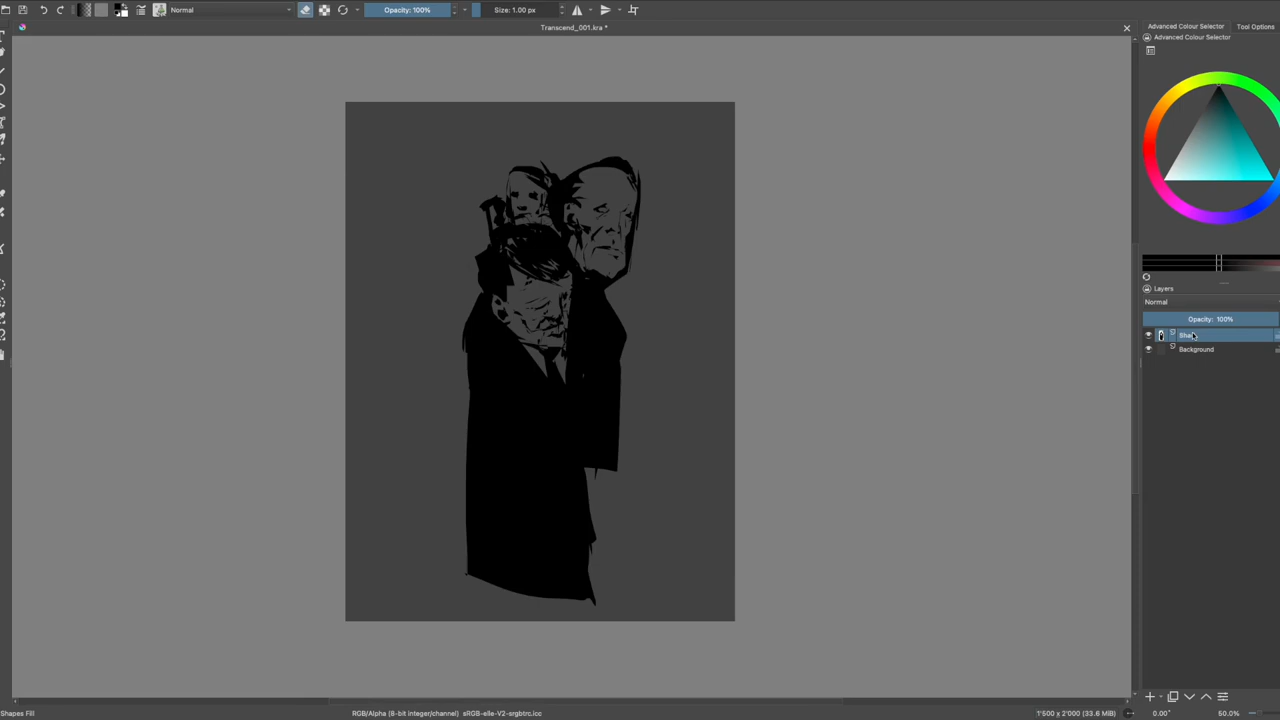 Normal
Opacity: 100%
Size: 1.00 px
Transcend_001.kra *
Advanced Colour Selector
Tool Options
Advanced Colour Selector
Layers
Normal
Opacity: 100%
Background
Shapes Fill
RGB/Alpha (8-bit integer/channel) sRGB-elle-V2-srgbtrc.icc
1'500 x 2'000 (33.6 MiB)
0.00°
50.0%